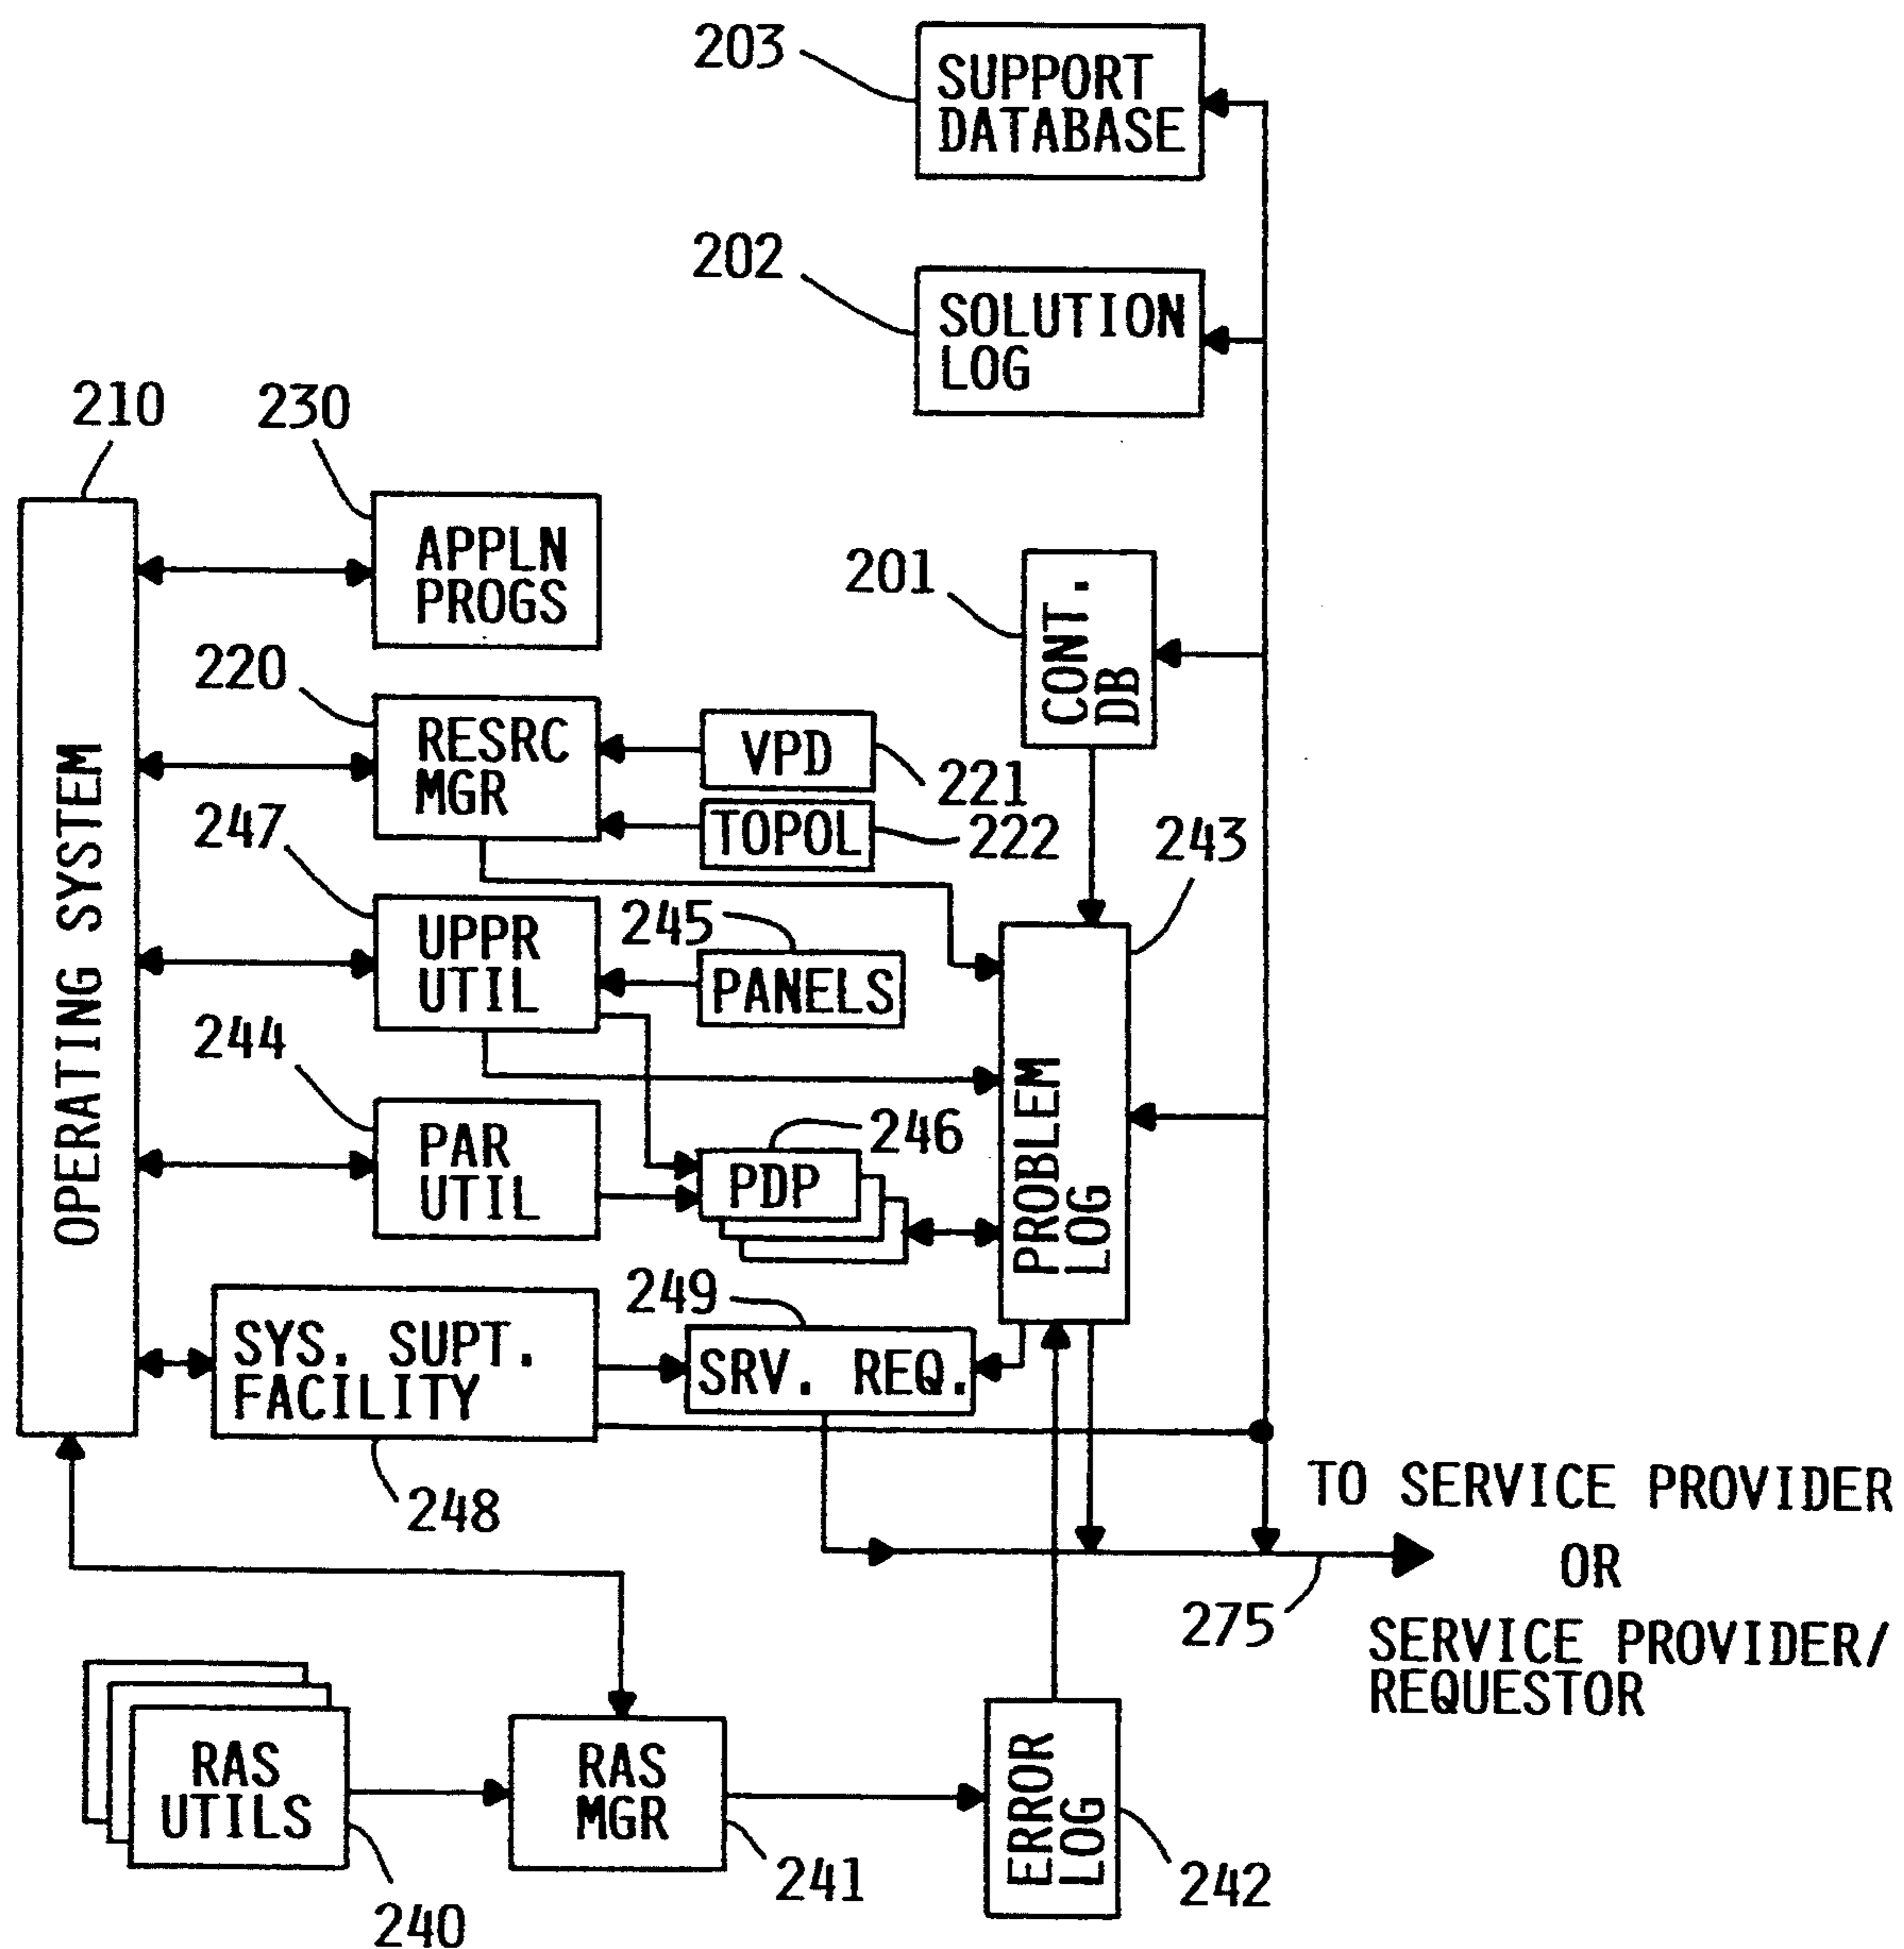 203
SUPPORT
DATABASE
202
SOLUTION
LOG
210
230
OPERATING SYSTEM
APPLN
PROGS
201
CONT.
DB
220
RESRC
MGR
VPD
221
TOPOL
222
243
247
UPPR
UTIL
245
PANELS
PROBLEM
LOG
244
PAR
UTIL
246
PDP
249
SYS. SUPT.
FACILITY
SRV. REQ.
248
TO SERVICE PROVIDER
OR
SERVICE PROVIDER/
REQUESTOR
275
RAS
UTILS
240
RAS
MGR
241
ERROR
LOG
242